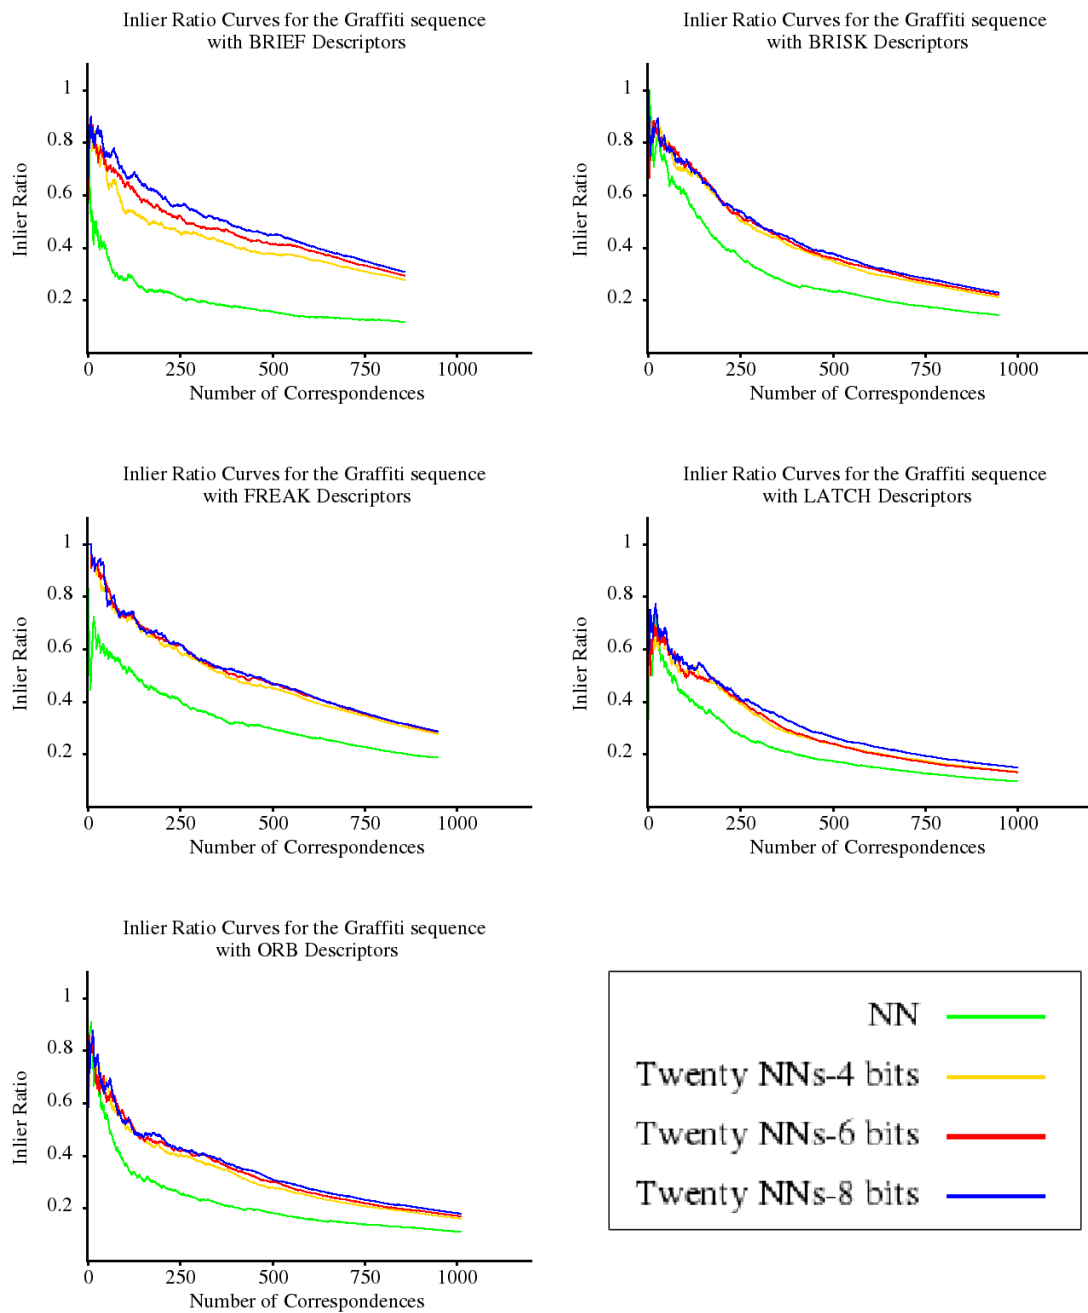 Inlier Ratio Curves for the Graffiti sequence
with BRIEF Descriptors
1
0.8
0.6
0.4
0.2
Inlier Ratio
0 250 500 750 1000
Number of Correspondences
Inlier Ratio Curves for the Graffiti sequence
with BRISK Descriptors
1
0.8
0.6
0.4
0.2
Inlier Ratio
0 250 500 750 1000
Number of Correspondences
Inlier Ratio Curves for the Graffiti sequence
with FREAK Descriptors
1
0.8
0.6
0.4
0.2
Inlier Ratio
0 250 500 750 1000
Number of Correspondences
Inlier Ratio Curves for the Graffiti sequence
with LATCH Descriptors
1
0.8
0.6
0.4
0.2
Inlier Ratio
0 250 500 750 1000
Number of Correspondences
Inlier Ratio Curves for the Graffiti sequence
with ORB Descriptors
1
0.8
0.6
0.4
0.2
Inlier Ratio
0 250 500 750 1000
Number of Correspondences
NN
Twenty NNs-4 bits
Twenty NNs-6 bits
Twenty NNs-8 bits